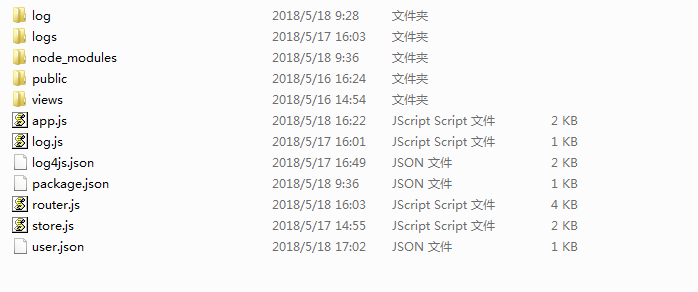 log 2018/5/18 9:28 文件夹
logs 2018/5/17 16:03 文件夹
node_modules 2018/5/18 9:36 文件夹
public 2018/5/16 16:24 文件夹
views 2018/5/16 14:54 文件夹
app.js 2018/5/18 16:22 JScript Script 文件 2 KB
log.js 2018/5/17 16:01 JScript Script 文件 1 KB
log4js.json 2018/5/17 16:49 JSON 文件 2 KB
package.json 2018/5/18 9:36 JSON 文件 1 KB
router.js 2018/5/18 16:03 JScript Script 文件 4 KB
store.js 2018/5/17 14:55 JScript Script 文件 2 KB
user.json 2018/5/18 17:02 JSON 文件 1 KB